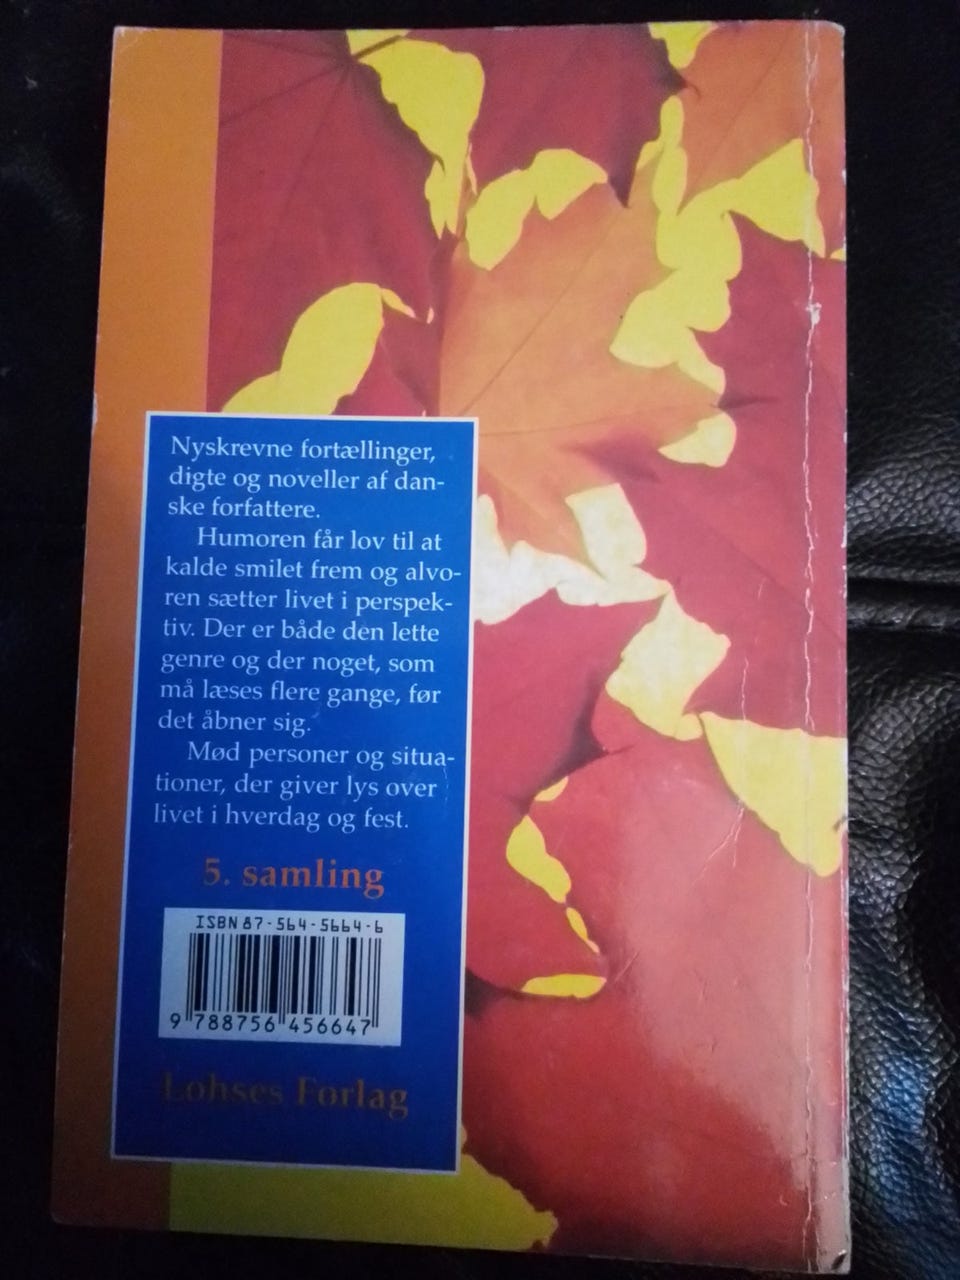 Nyskrevne fortællinger,
digte og noveller af dan-
ske forfattere.
Humoren får lov til at
kalde smilet frem og alvo-
ren sætter livet i perspek-
tiv. Der er både den lette
genre og der noget, som
må læses flere gange, før
det åbner sig.
Mød personer og situa-
tioner, der giver lys over
livet i hverdag og fest.
5. samling
ISBN 87-564-5664-6
9 788756 456647
Lohses Forlag